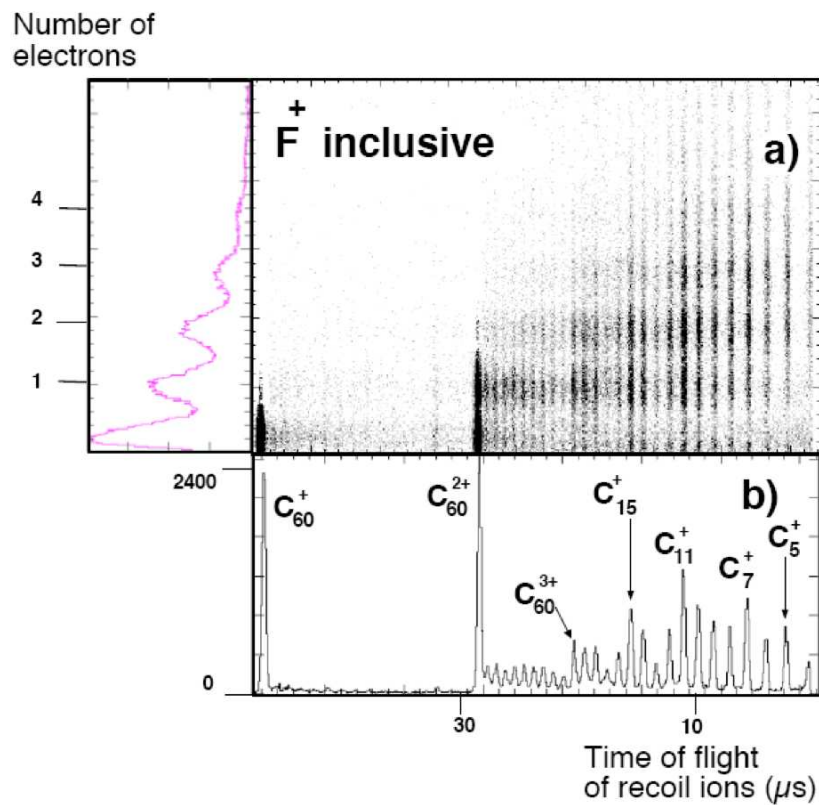 Number of
electrons
F⁺ inclusive
a)
4
3
2
1
2400
0
C₆₀⁺
C₆₀²⁺
C₆₀³⁺
C₁₅⁺
C₁₁⁺
C₇⁺
C₅⁺
b)
30
10
Time of flight
of recoil ions (μs)